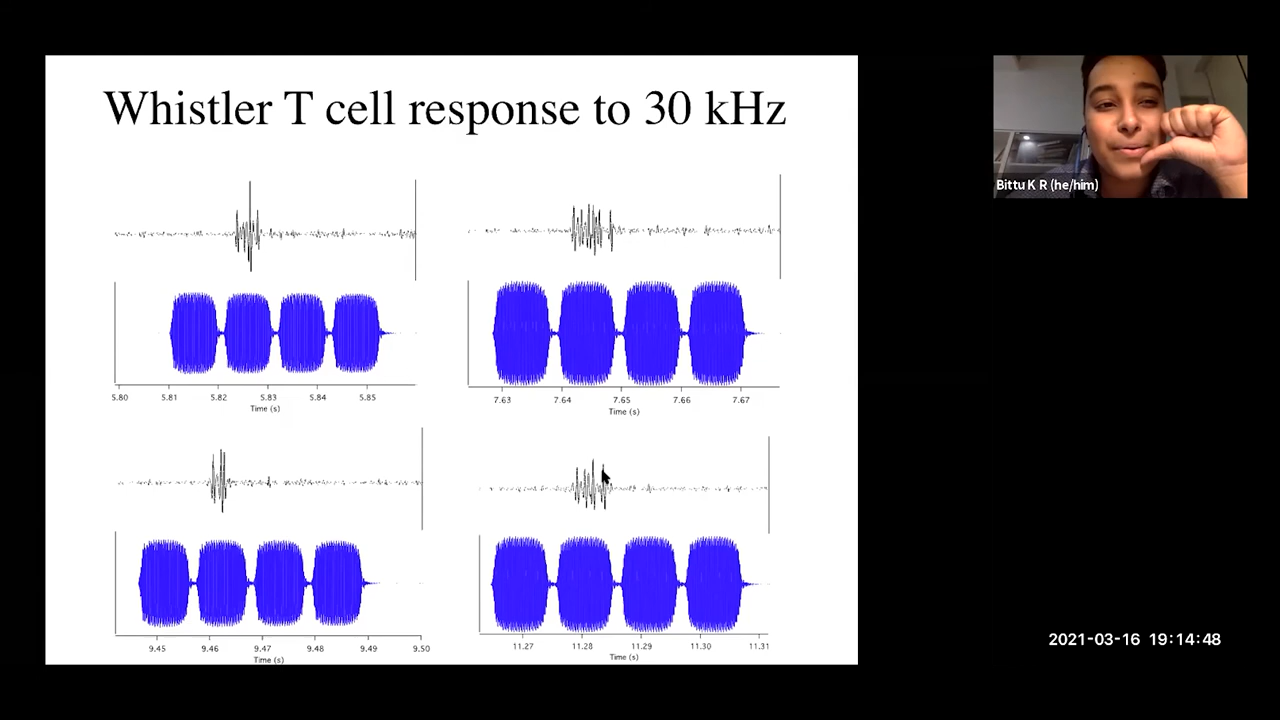 Whistler T cell response to 30 kHz
Bittu K R (he/him)
5.80 5.81 5.82 5.83 5.84 5.85
Time (s)
7.63 7.64 7.65 7.66 7.67
Time (s)
9.45 9.46 9.47 9.48 9.49 9.50
Time (s)
11.27 11.28 11.29 11.30 11.31
Time (s)
2021-03-16 19:14:48